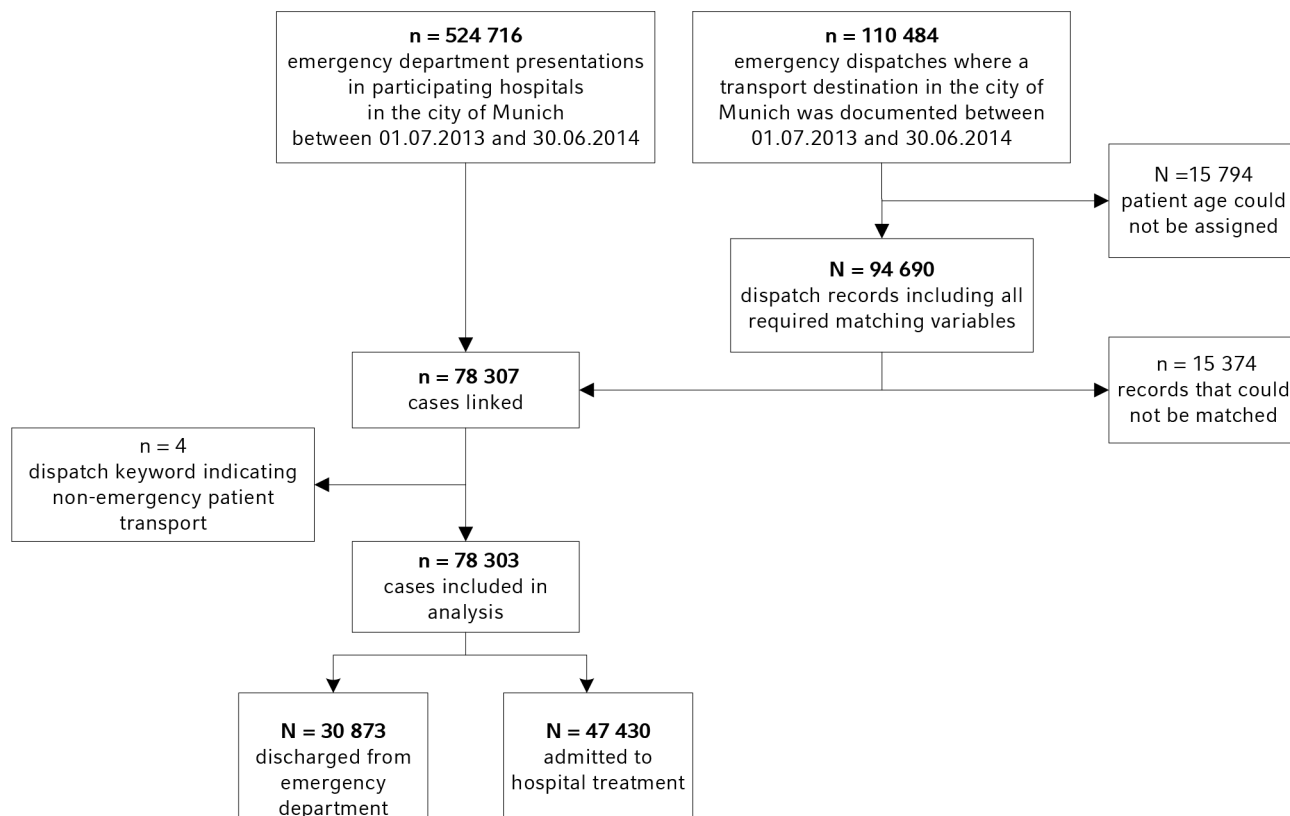 n = 524 716
emergency department presentations
in participating hospitals
in the city of Munich
between 01.07.2013 and 30.06.2014
n = 110 484
emergency dispatches where a
transport destination in the city of
Munich was documented between
01.07.2013 and 30.06.2014
N =15 794
patient age could
not be assigned
N = 94 690
dispatch records including all
required matching variables
n = 15 374
records that could
not be matched
n = 78 307
cases linked
n = 4
dispatch keyword indicating
non-emergency patient
transport
n = 78 303
cases included in
analysis
N = 30 873
discharged from
emergency
department
N = 47 430
admitted to
hospital treatment